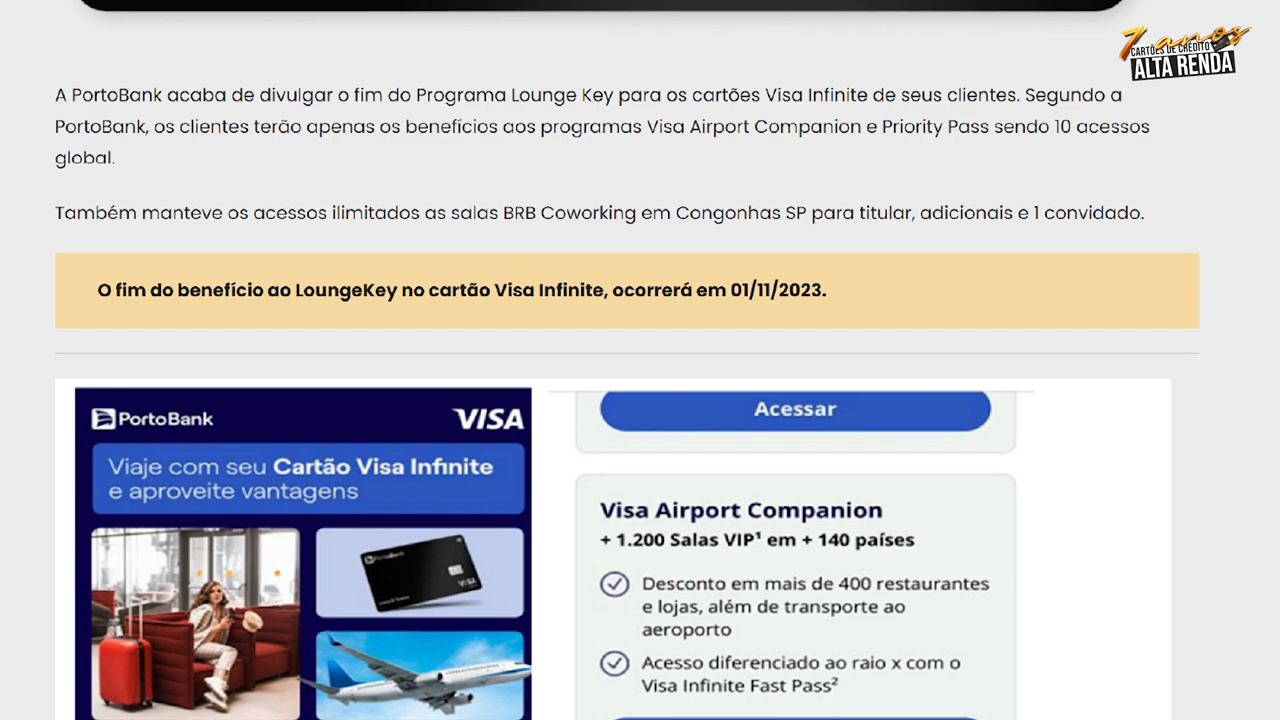 7 anos
CARTÕES DE CRÉDITO
ALTA RENDA
A PortoBank acaba de divulgar o fim do Programa Lounge Key para os cartões Visa Infinite de seus clientes. Segundo a
PortoBank, os clientes terão apenas os benefícios aos programas Visa Airport Companion e Priority Pass sendo 10 acessos
global.
Também manteve os acessos ilimitados as salas BRB Coworking em Congonhas SP para titular, adicionais e 1 convidado.
O fim do benefício ao LoungeKey no cartão Visa Infinite, ocorrerá em 01/11/2023.
PortoBank
VISA
Viaje com seu Cartão Visa Infinite
e aproveite vantagens
PortoBank
VISA
Acessar
Visa Airport Companion
+ 1.200 Salas VIP¹ em + 140 países
Desconto em mais de 400 restaurantes
e lojas, além de transporte ao
aeroporto
Acesso diferenciado ao raio x com o
Visa Infinite Fast Pass²